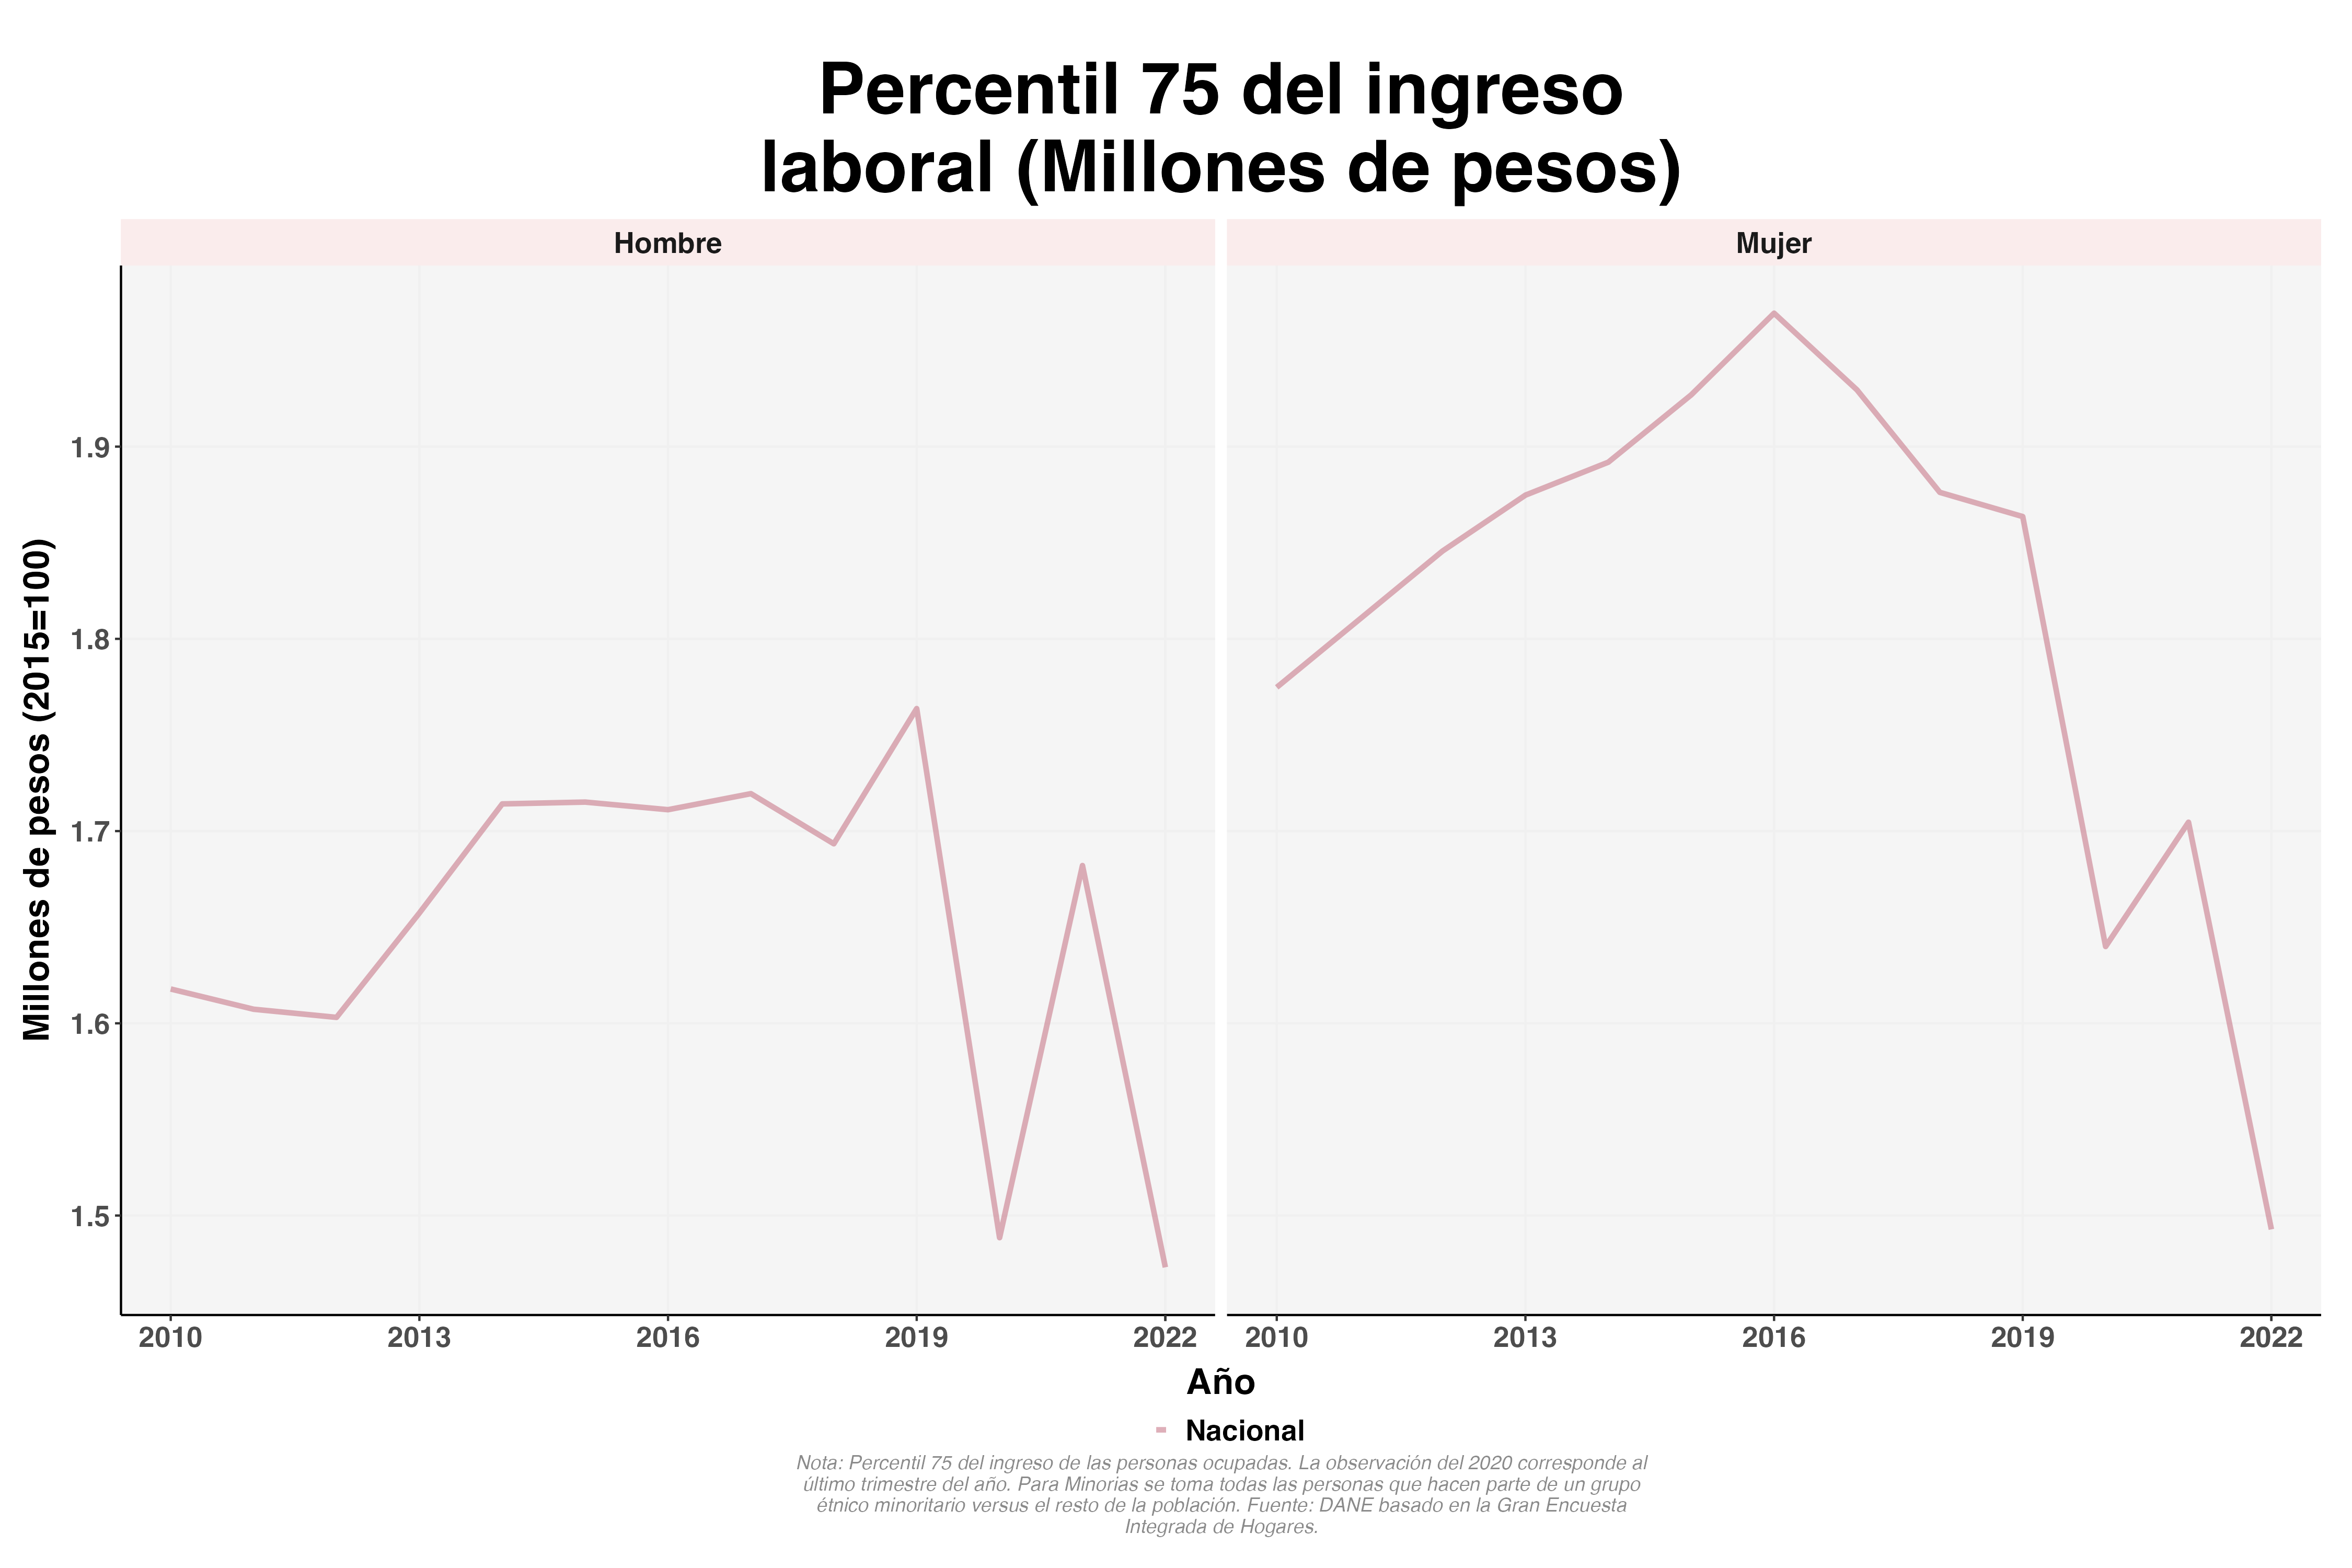 Percentil 75 del ingreso
laboral (Millones de pesos)
Hombre
Mujer
Millones de pesos (2015=100)
1.9
1.8
1.7
1.6
1.5
2010
2013
2016
2019
2022
2010
2013
2016
2019
2022
Año
Nacional
Nota: Percentil 75 del ingreso de las personas ocupadas. La observación del 2020 corresponde al
último trimestre del año. Para Minorias se toma todas las personas que hacen parte de un grupo
étnico minoritario versus el resto de la población. Fuente: DANE basado en la Gran Encuesta
Integrada de Hogares.